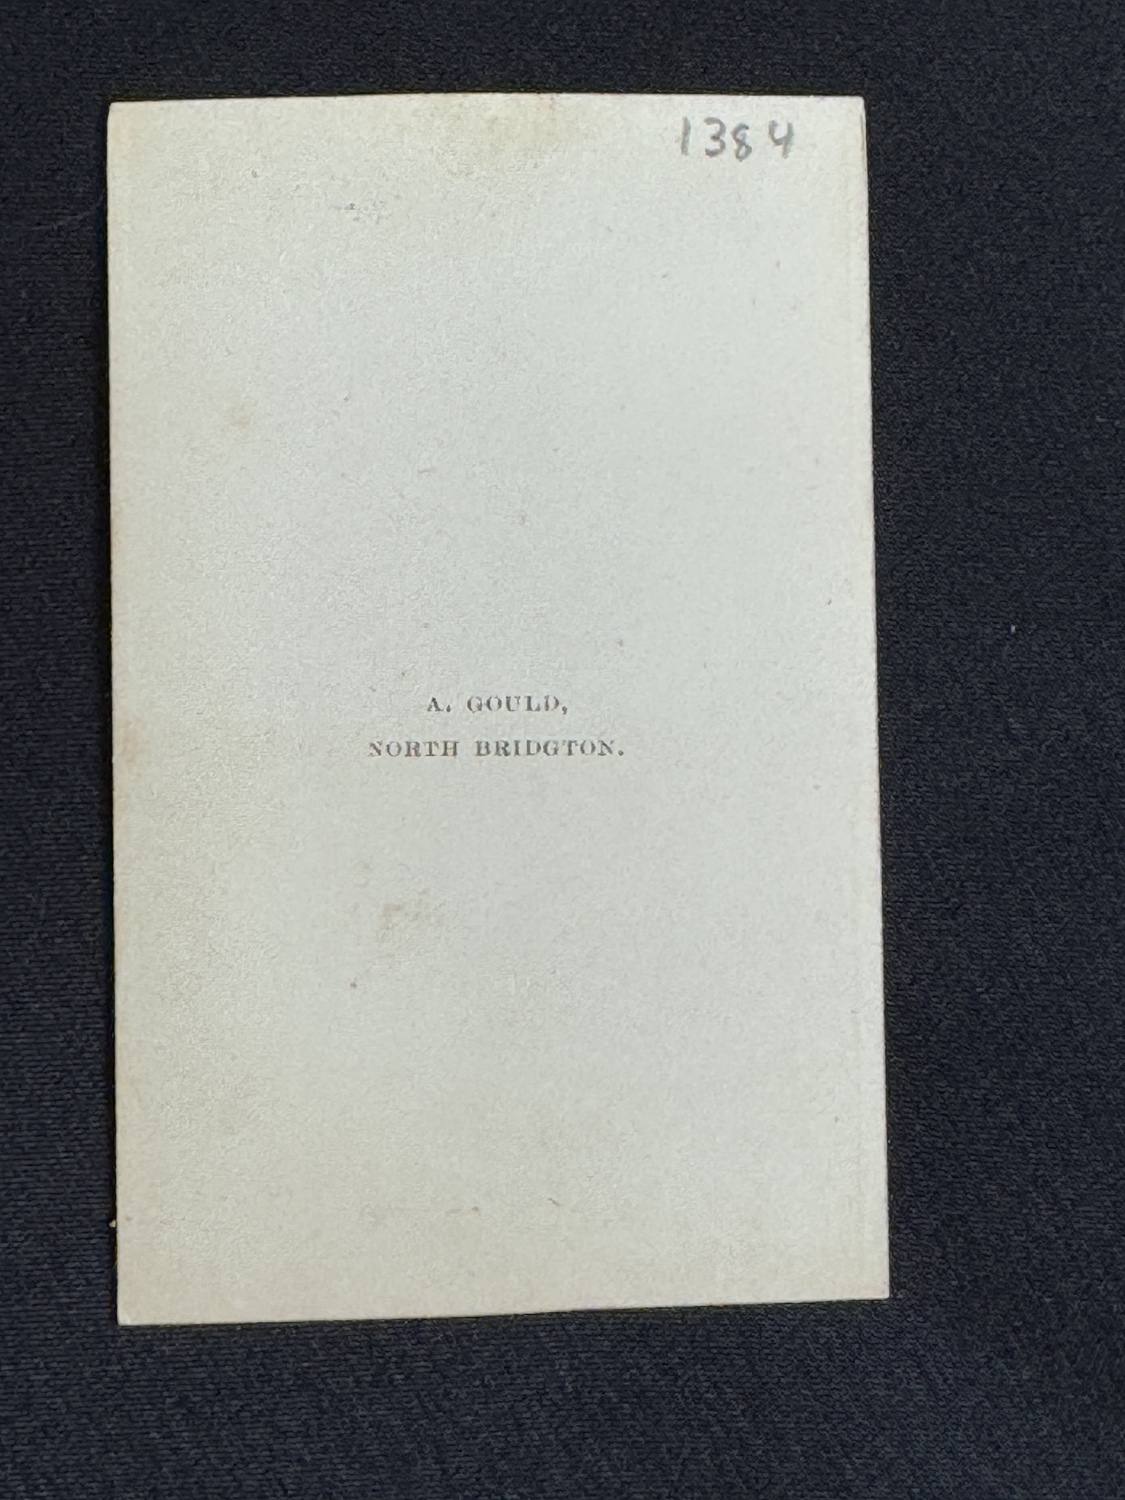 1384
A. GOULD,
NORTH BRIDGTON.